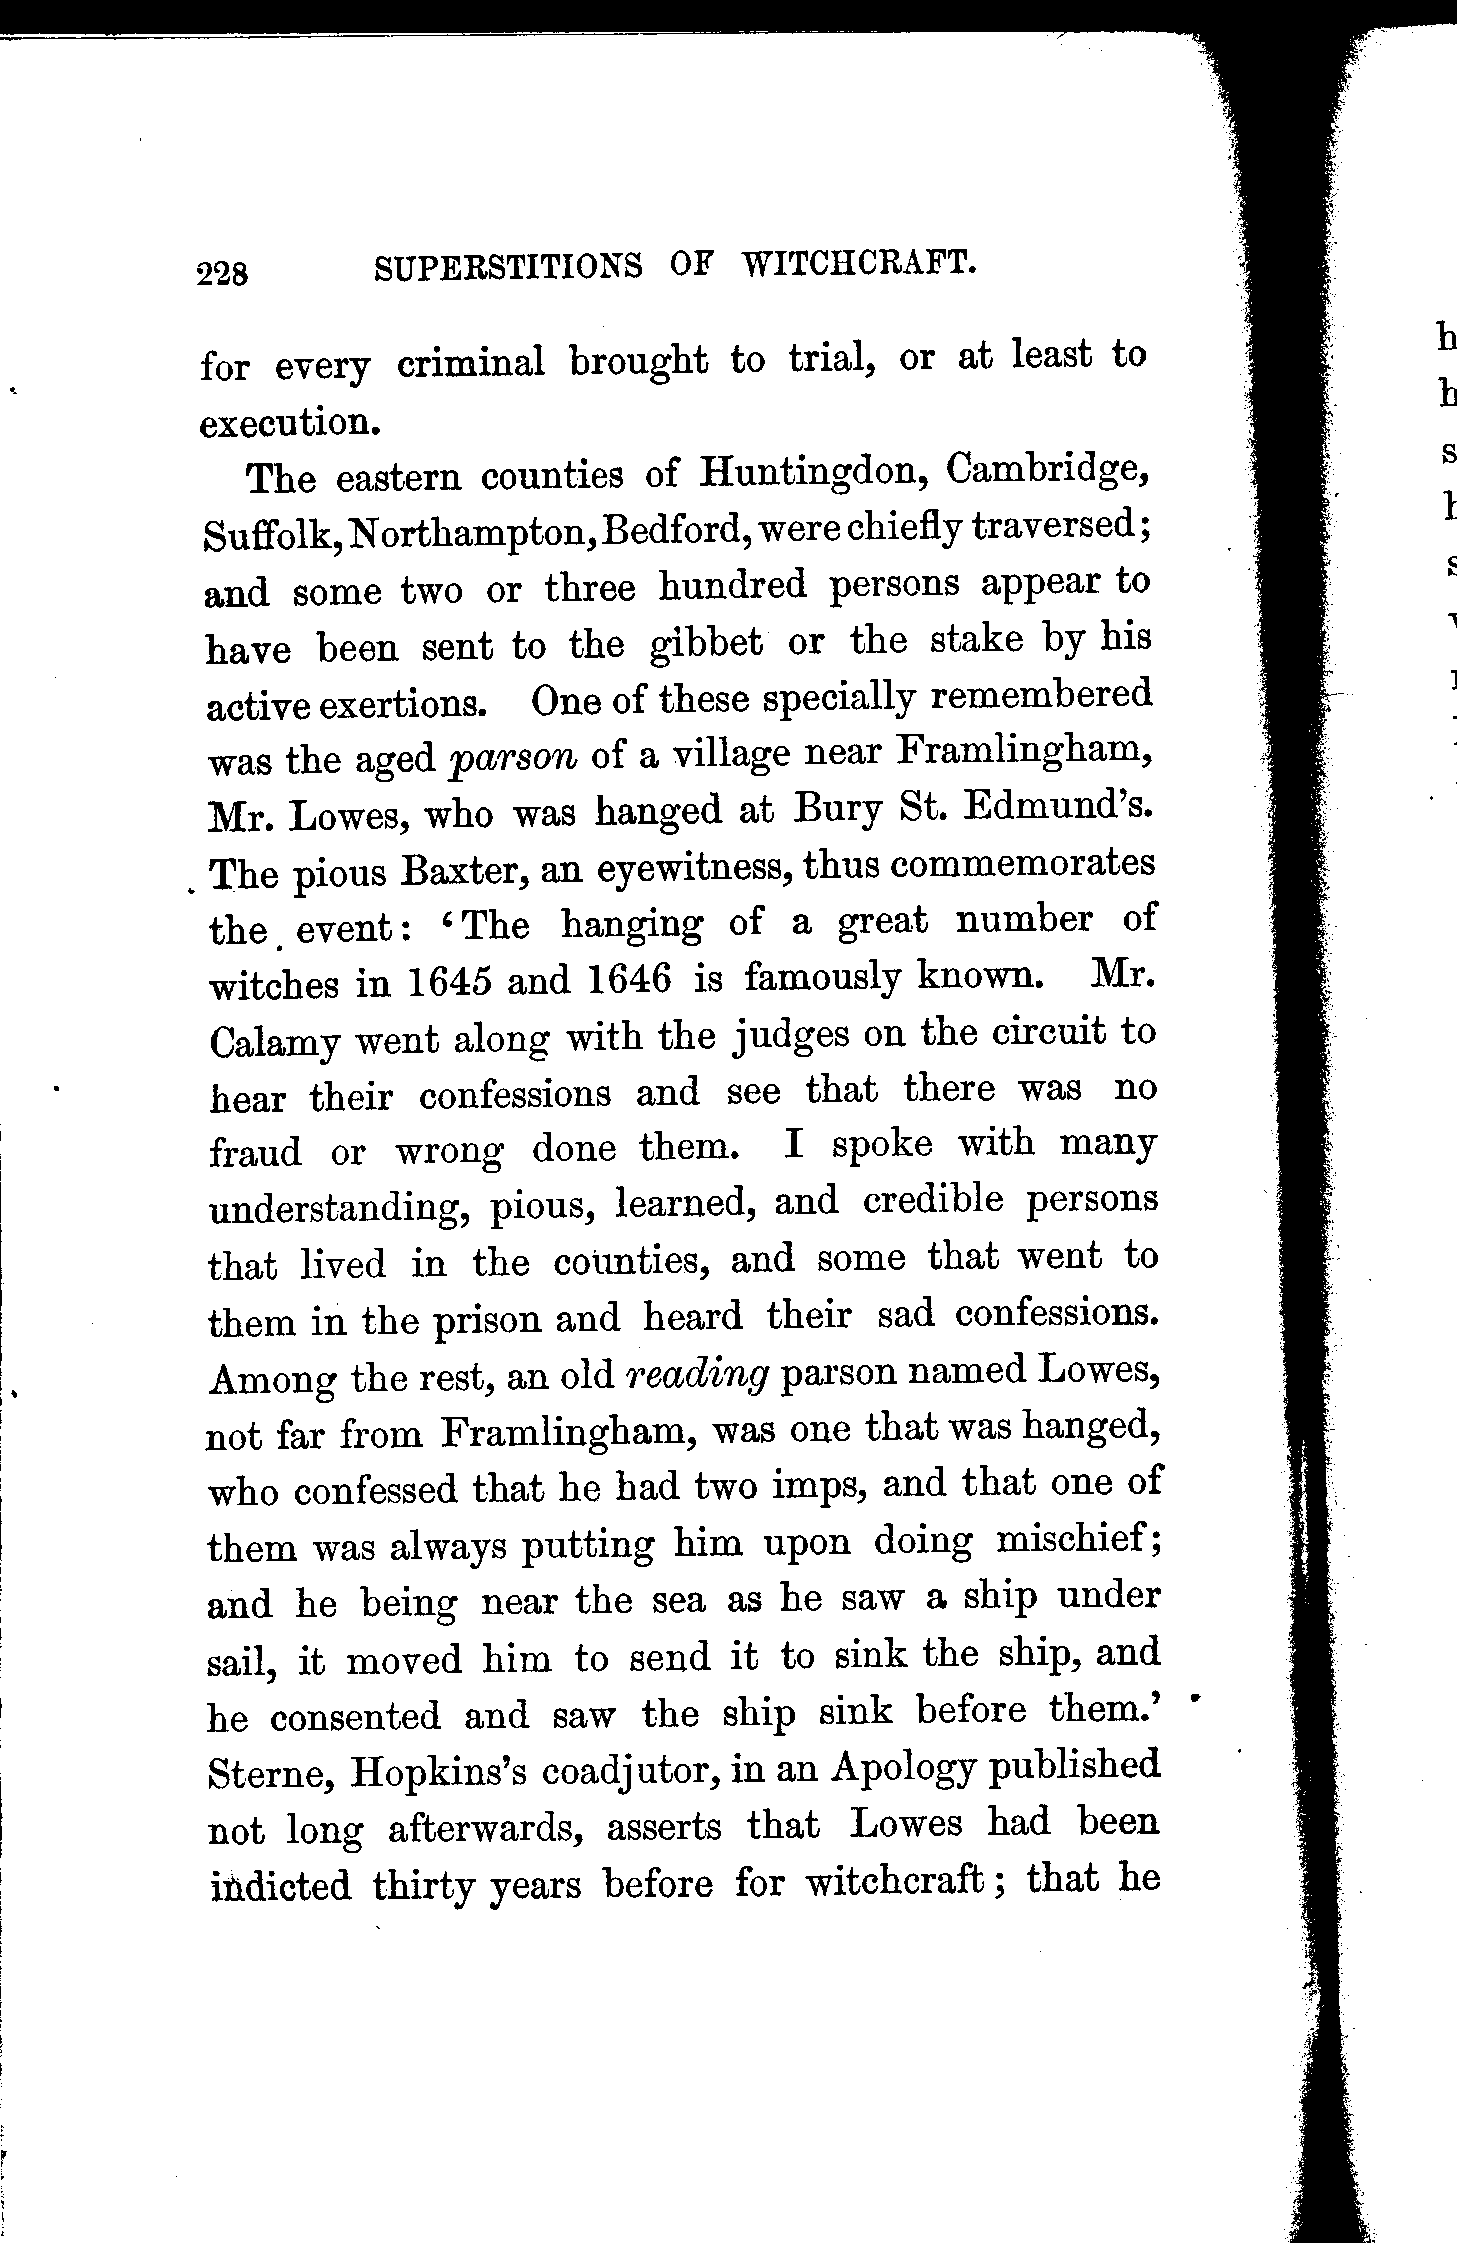 228 SUPERSTITIONS OF WITCHCRAFT.
for every criminal brought to trial, or at least to
execution.
The eastern counties of Huntingdon, Cambridge,
Suffolk, Northampton, Bedford, were chiefly traversed;
and some two or three hundred persons appear to
have been sent to the gibbet or the stake by his
active exertions. One of these specially remembered
was the aged parson of a village near Framlingham,
Mr. Lowes, who was hanged at Bury St. Edmund's.
The pious Baxter, an eyewitness, thus commemorates
the event: ‘The hanging of a great number of
witches in 1645 and 1646 is famously known. Mr.
Calamy went along with the judges on the circuit to
hear their confessions and see that there was no
fraud or wrong done them. I spoke with many
understanding, pious, learned, and credible persons
that lived in the counties, and some that went to
them in the prison and heard their sad confessions.
Among the rest, an old reading parson named Lowes,
not far from Framlingham, was one that was hanged,
who confessed that he had two imps, and that one of
them was always putting him upon doing mischief;
and he being near the sea as he saw a ship under
sail, it moved him to send it to sink the ship, and
he consented and saw the ship sink before them.’
Sterne, Hopkins's coadjutor, in an Apology published
not long afterwards, asserts that Lowes had been
indicted thirty years before for witchcraft; that he